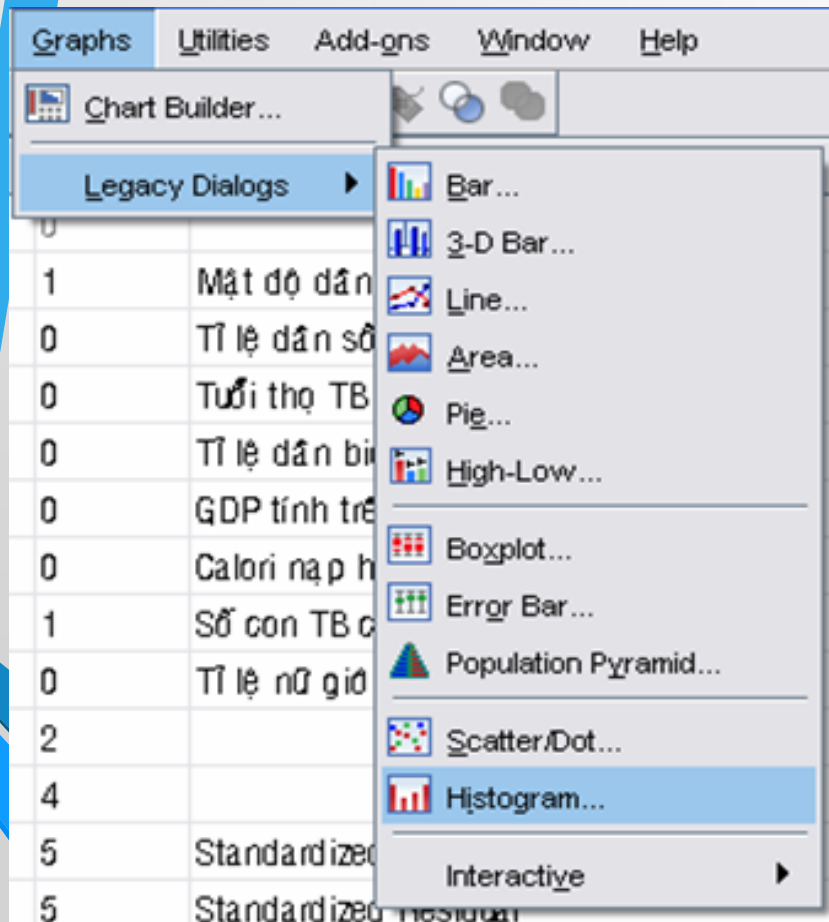 Graphs Utilities Add-ons Window Help
Chart Builder...
Legacy Dialogs
Bar...
3-D Bar...
Line...
Area...
Pie...
High-Low...
Boxplot...
Error Bar...
Population Pyramid...
Scatter/Dot...
Histogram...
Interactive
0
1 Mật độ dân
0 Tỉ lệ dân số
0 Tuổi thọ TB
0 Tỉ lệ dân
0 GDP tính
0 Calori nạp
1 Số con TB
0 Tỉ lệ nữ
2
4
5 Standardized
5 Standardized Residual